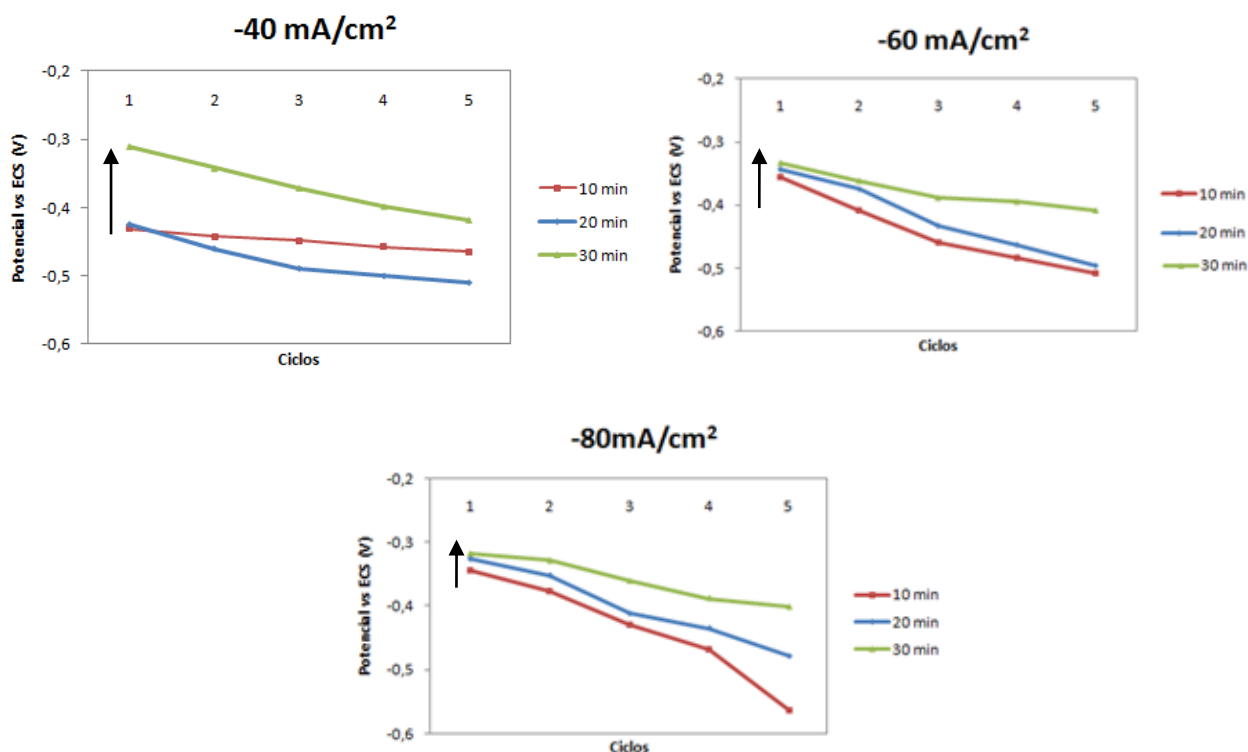 -40 mA/cm²
-0,2
1 2 3 4 5
-0,3
-0,4
-0,5
-0,6
Potencial vs ECS (V)
Ciclos
10 min
20 min
30 min
-60 mA/cm²
-0,2
1 2 3 4 5
-0,3
-0,4
-0,5
-0,6
Potencial vs ECS (V)
Ciclos
10 min
20 min
30 min
-80mA/cm²
-0,2
1 2 3 4 5
-0,3
-0,4
-0,5
-0,6
Potencial vs ECS (V)
Ciclos
10 min
20 min
30 min